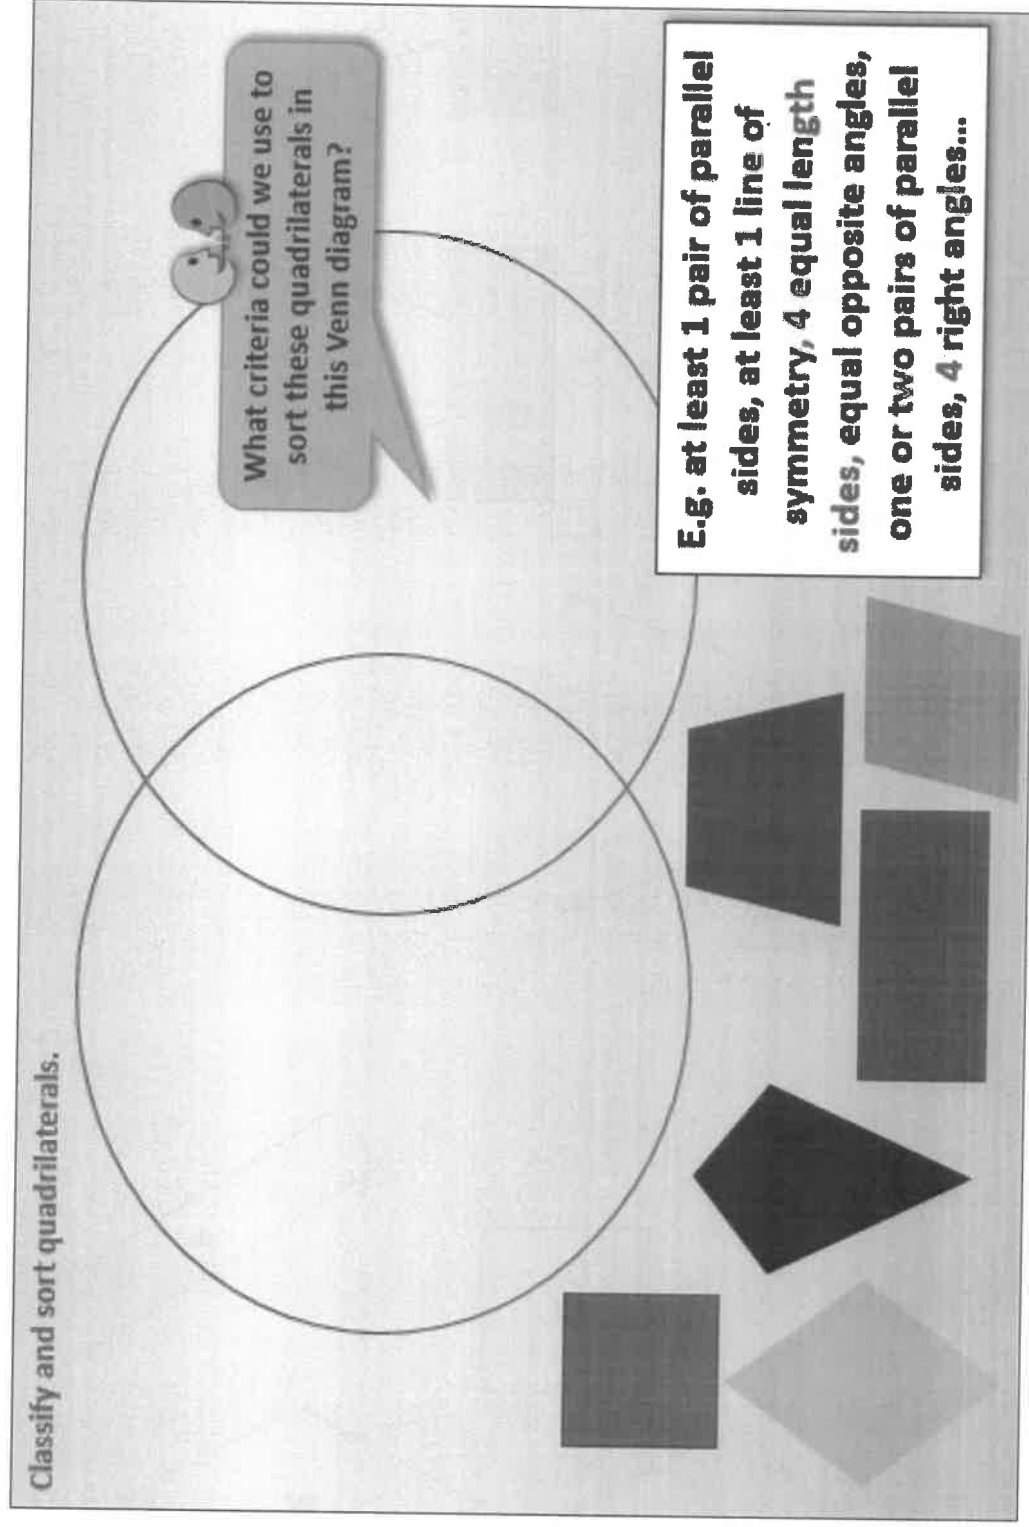 Classify and sort quadrilaterals.
What criteria could we use to
sort these quadrilaterals in
this Venn diagram?
E.g. at least 1 pair of parallel
sides, at least 1 line of
symmetry, 4 equal length
sides, equal opposite angles,
one or two pairs of parallel
sides, 4 right angles...